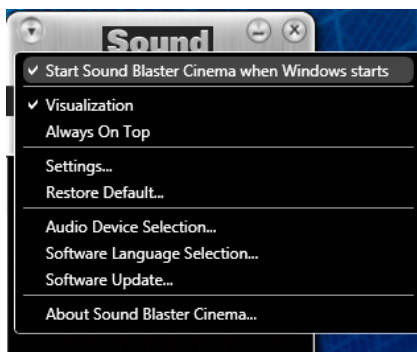 Sound
Start Sound Blaster Cinema when Windows starts
Visualization
Always On Top
Settings...
Restore Default...
Audio Device Selection...
Software Language Selection...
Software Update...
About Sound Blaster Cinema...